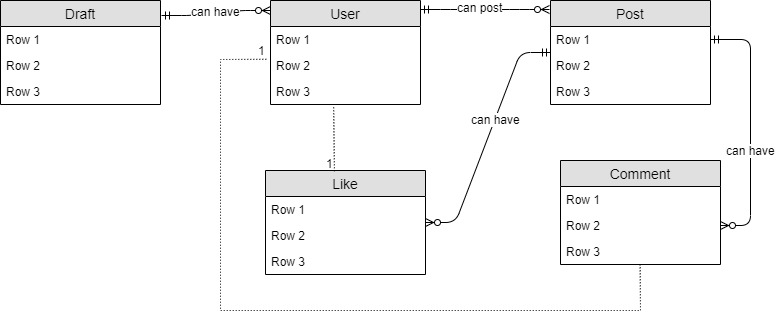 Draft
Row 1
Row 2
Row 3
can have
User
Row 1
Row 2
Row 3
can post
Post
Row 1
Row 2
Row 3
1
can have
can have
1
Like
Row 1
Row 2
Row 3
Comment
Row 1
Row 2
Row 3